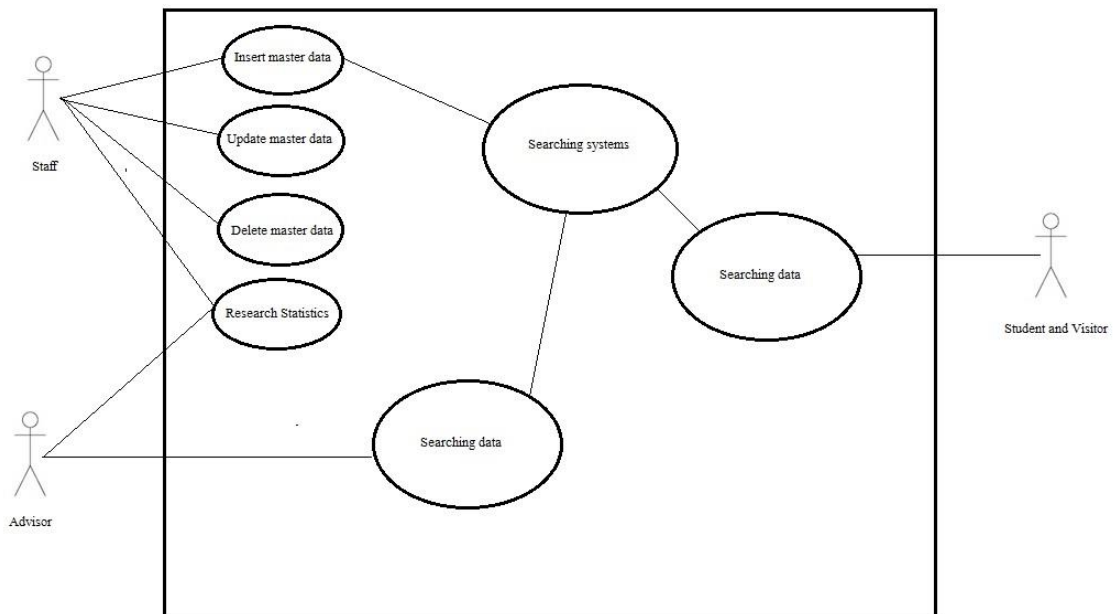 Insert master data
Staff
Update master data
Searching systems
Delete master data
Searching data
Research Statistics
Student and Visitor
Searching data
Advisor